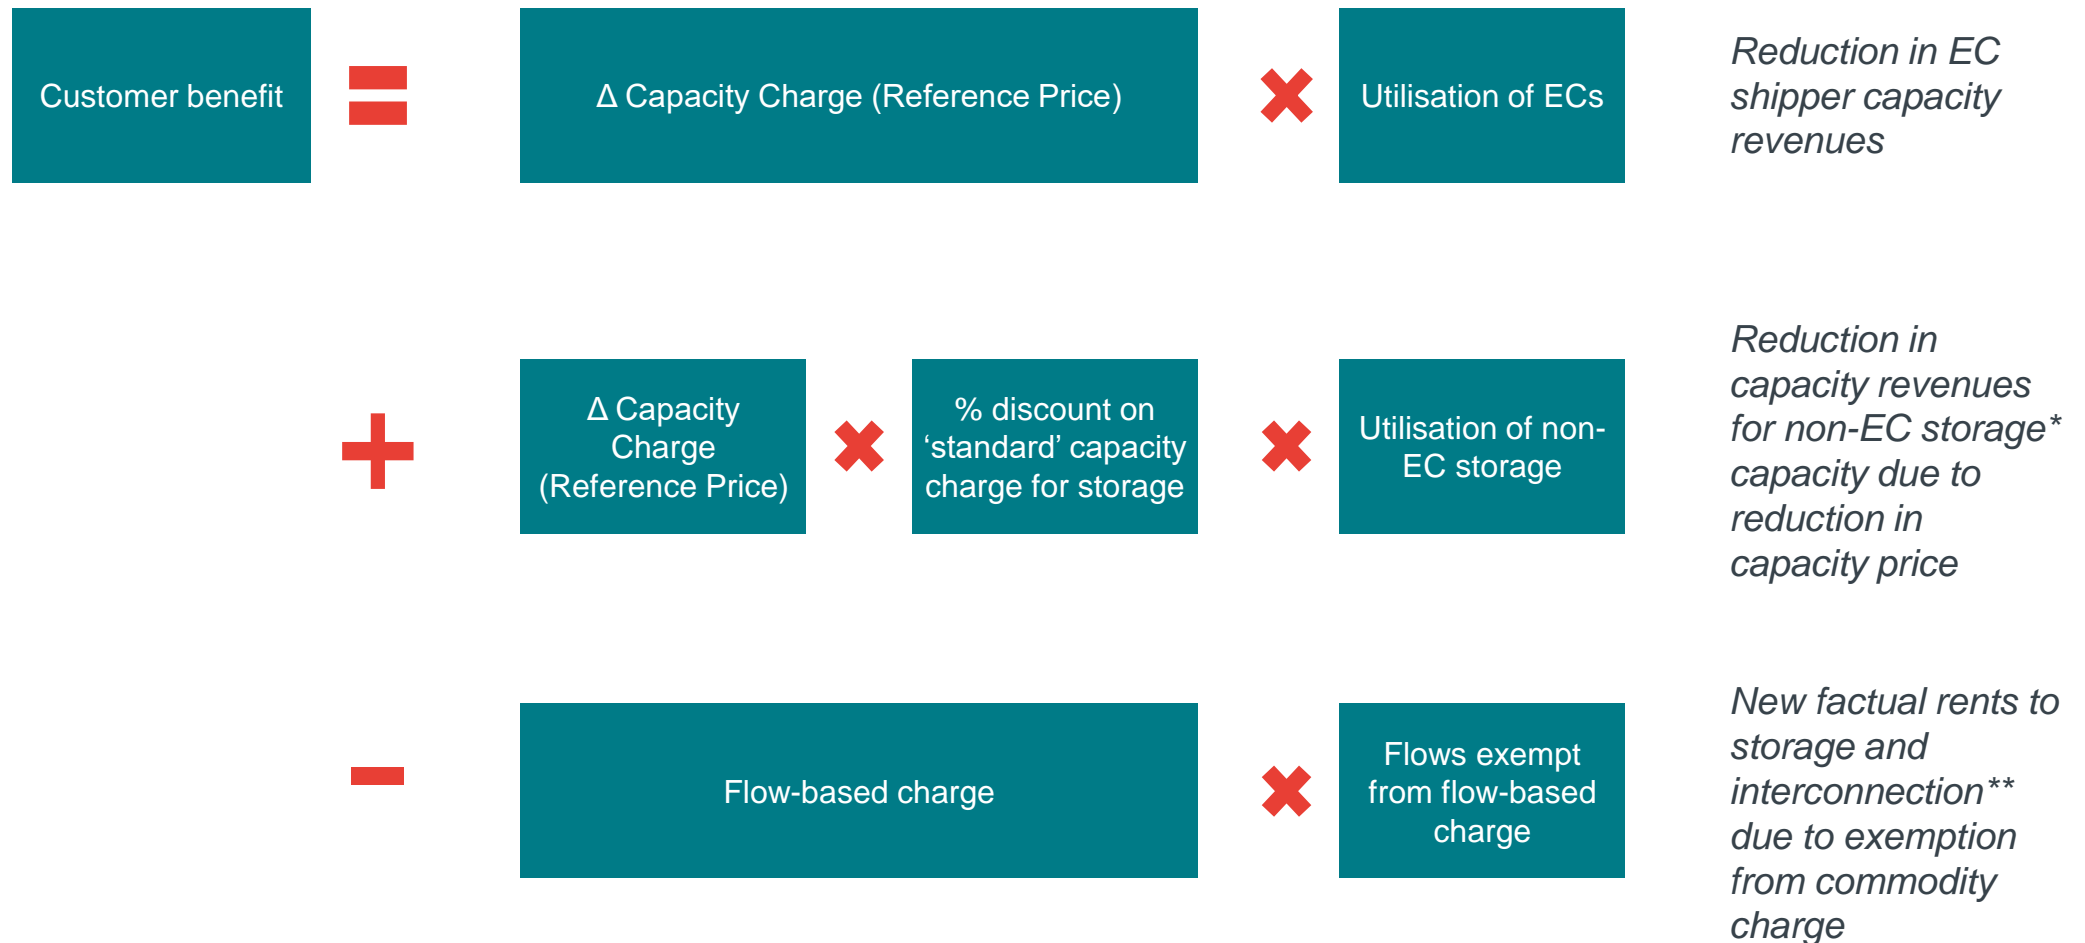 Customer benefit
=
Δ Capacity Charge (Reference Price)
✖
Utilisation of ECs
Reduction in EC
shipper capacity
revenues
+
Δ Capacity
Charge
(Reference Price)
✖
% discount on
‘standard’ capacity
charge for storage
✖
Utilisation of non-
EC storage
Reduction in
capacity revenues
for non-EC storage*
capacity due to
reduction in
capacity price
-
Flow-based charge
✖
Flows exempt
from flow-based
charge
New factual rents to
storage and
interconnection**
due to exemption
from commodity
charge